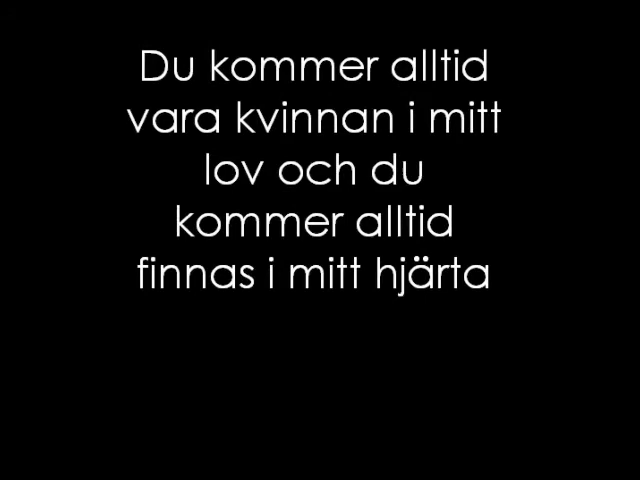 Du kommer alltid
vara kvinnan i mitt
lov och du
kommer alltid
finnas i mitt hjärta